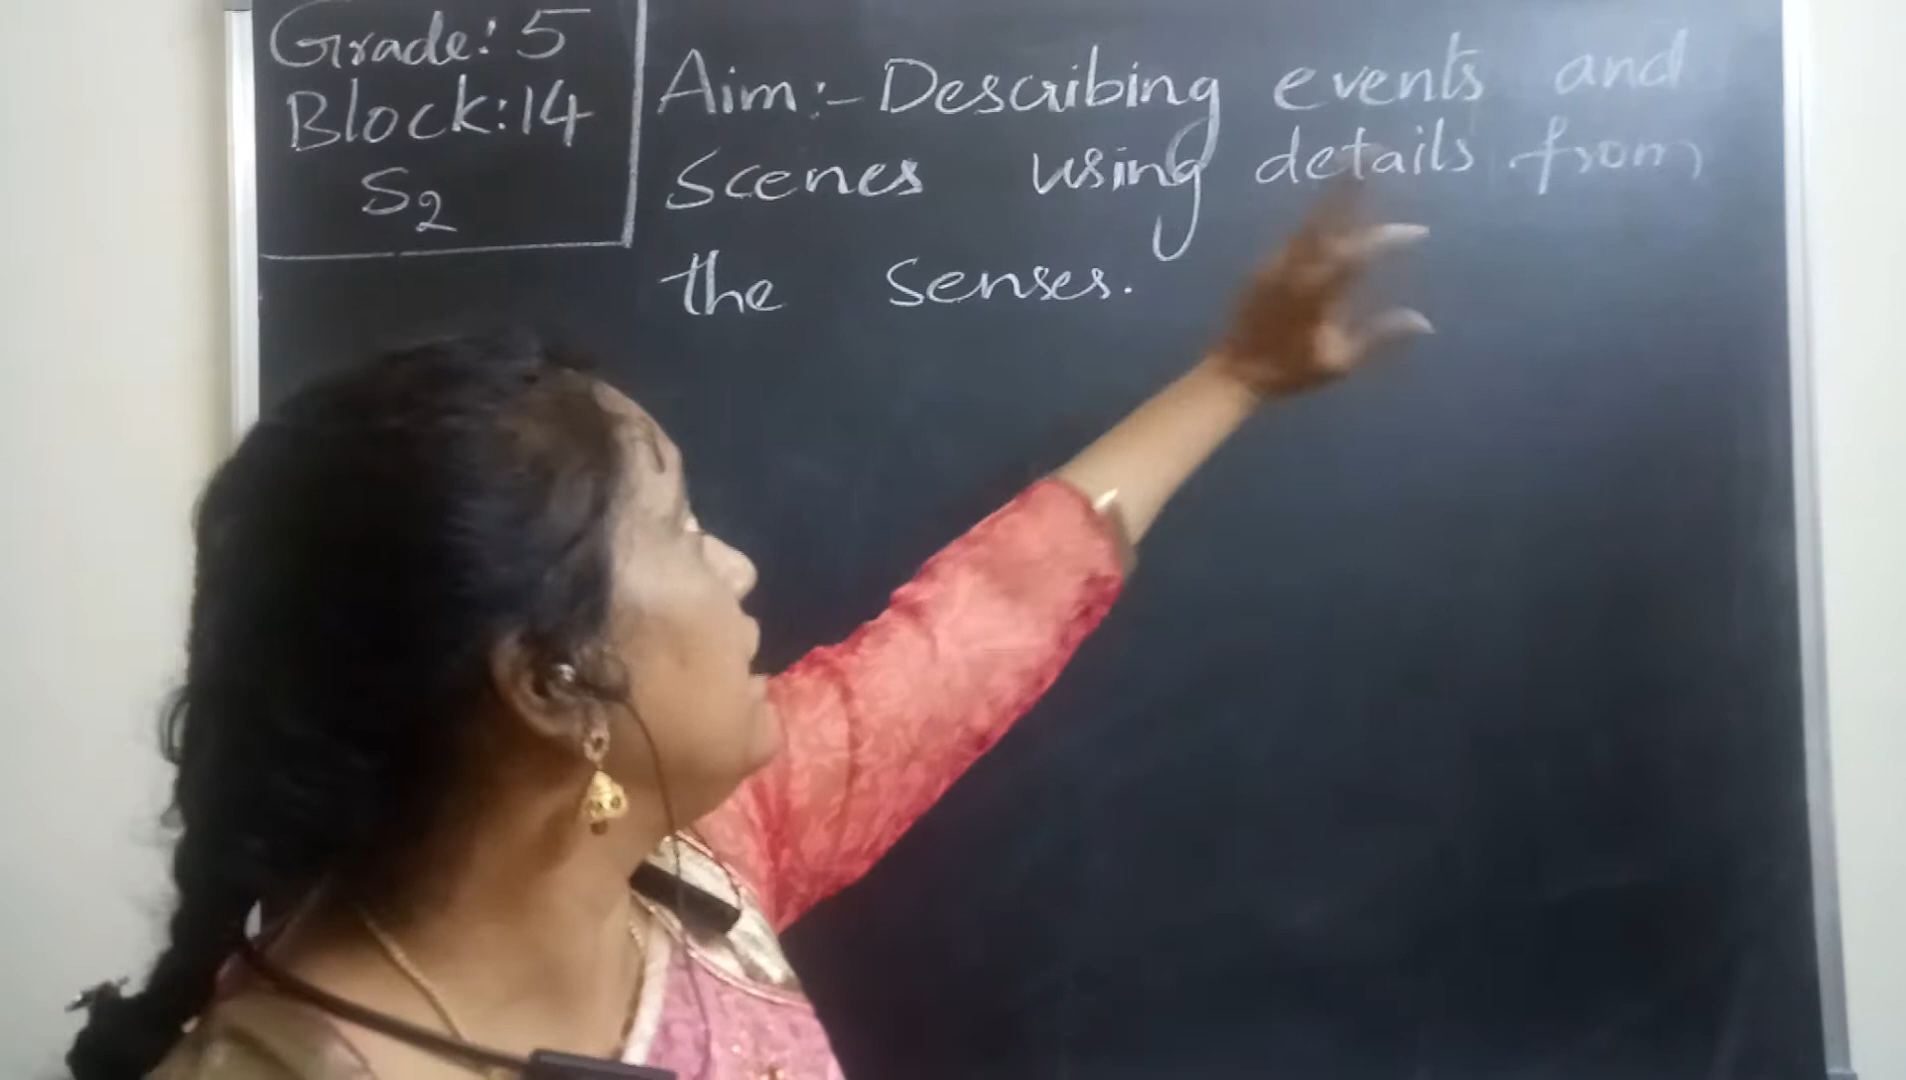 Grade: 5
Block: 14
S2
Aim:- Describing events and
scenes using details from
the senses.